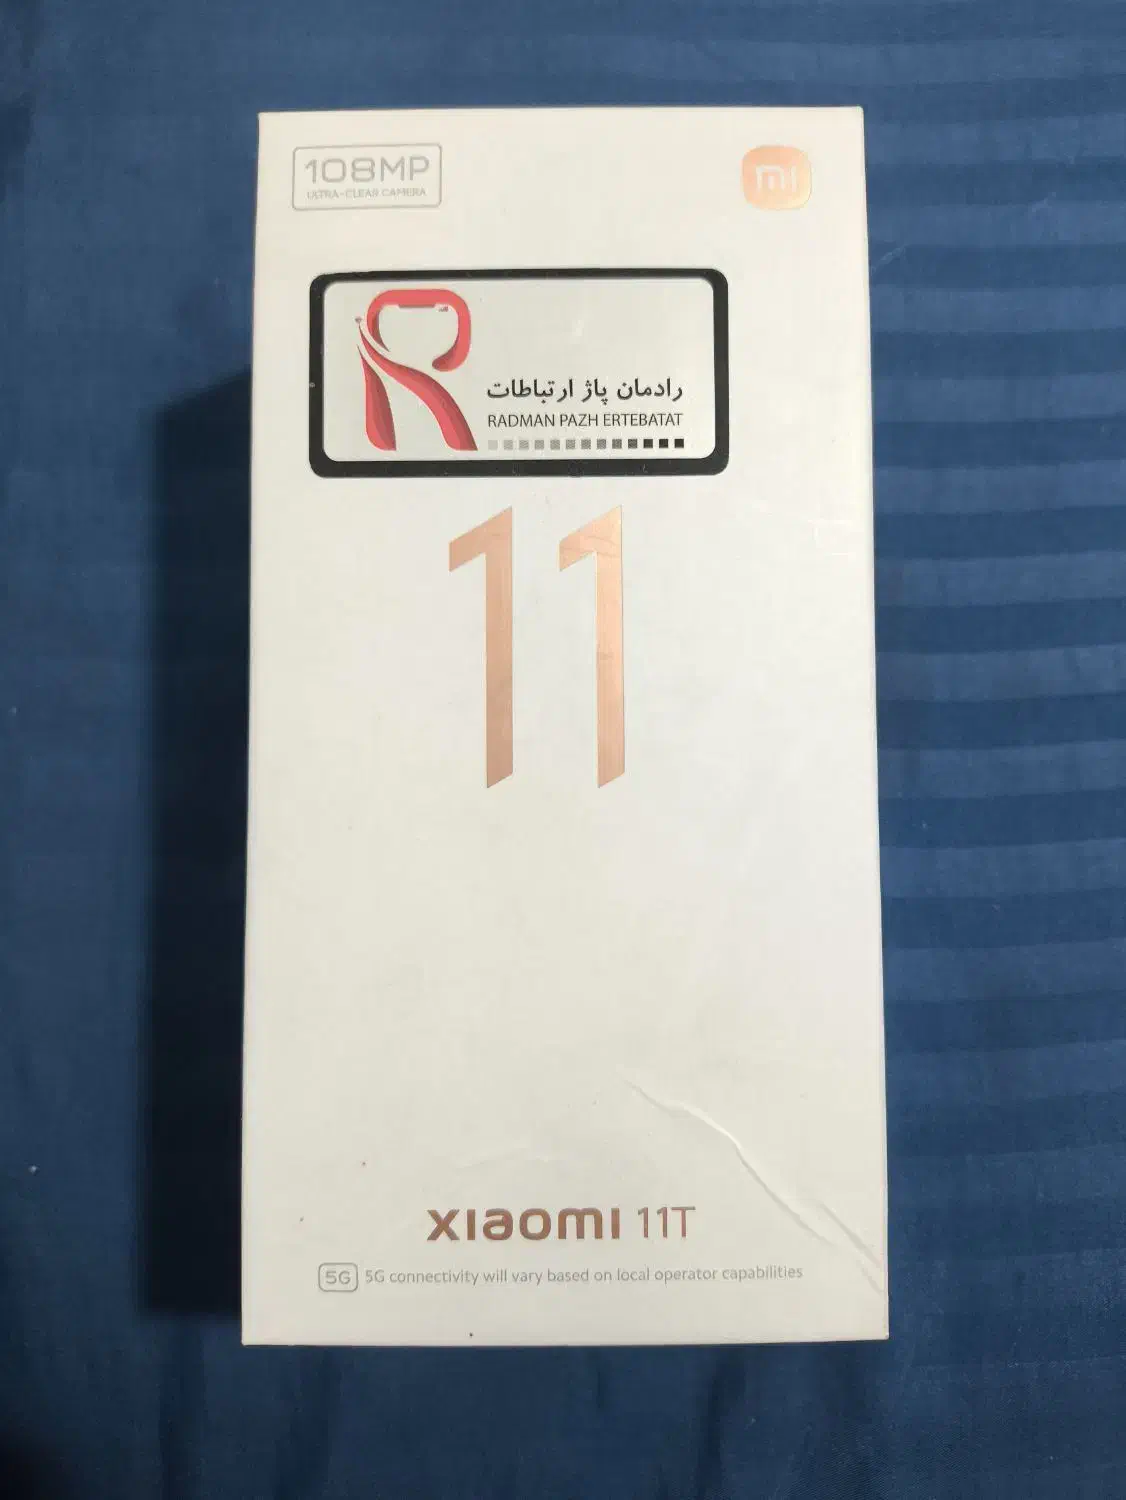 108MP
ULTRA-CLEAR CAMERA
mi
رادمان پاژ ارتباطات
RADMAN PAZH ERTEBATAT
11
xiaomi 11T
5G 5G connectivity will vary based on local operator capabilities